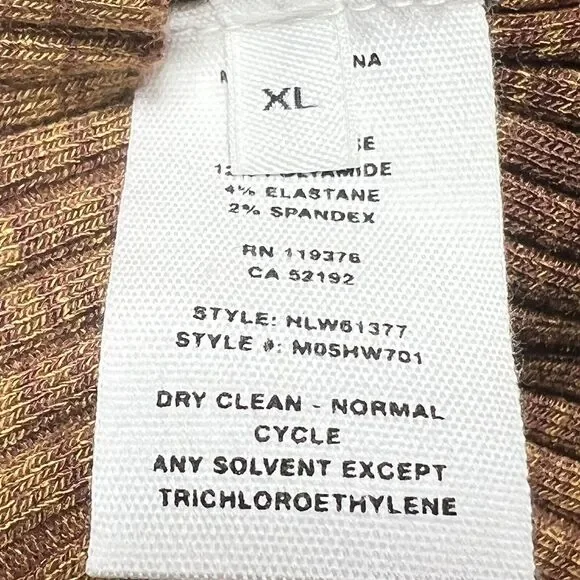 NA
XL
4% ELASTANE
2% SPANDEX
RN 119376
CA 52192
STYLE: NLW61377
STYLE #: M05HW701
DRY CLEAN - NORMAL
CYCLE
ANY SOLVENT EXCEPT
TRICHLOROETHYLENE